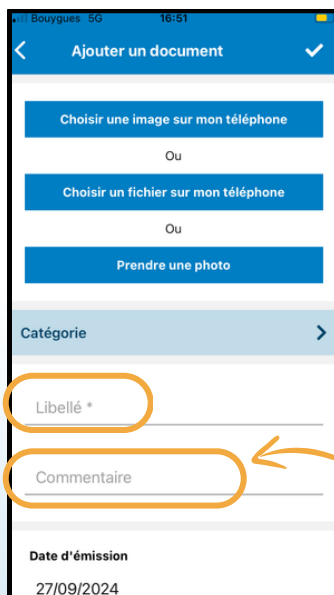 Bouygues 5G 16:51
Ajouter un document
Choisir une image sur mon téléphone
Ou
Choisir un fichier sur mon téléphone
Ou
Prendre une photo
Catégorie
Libellé *
Commentaire
Date d'émission
27/09/2024